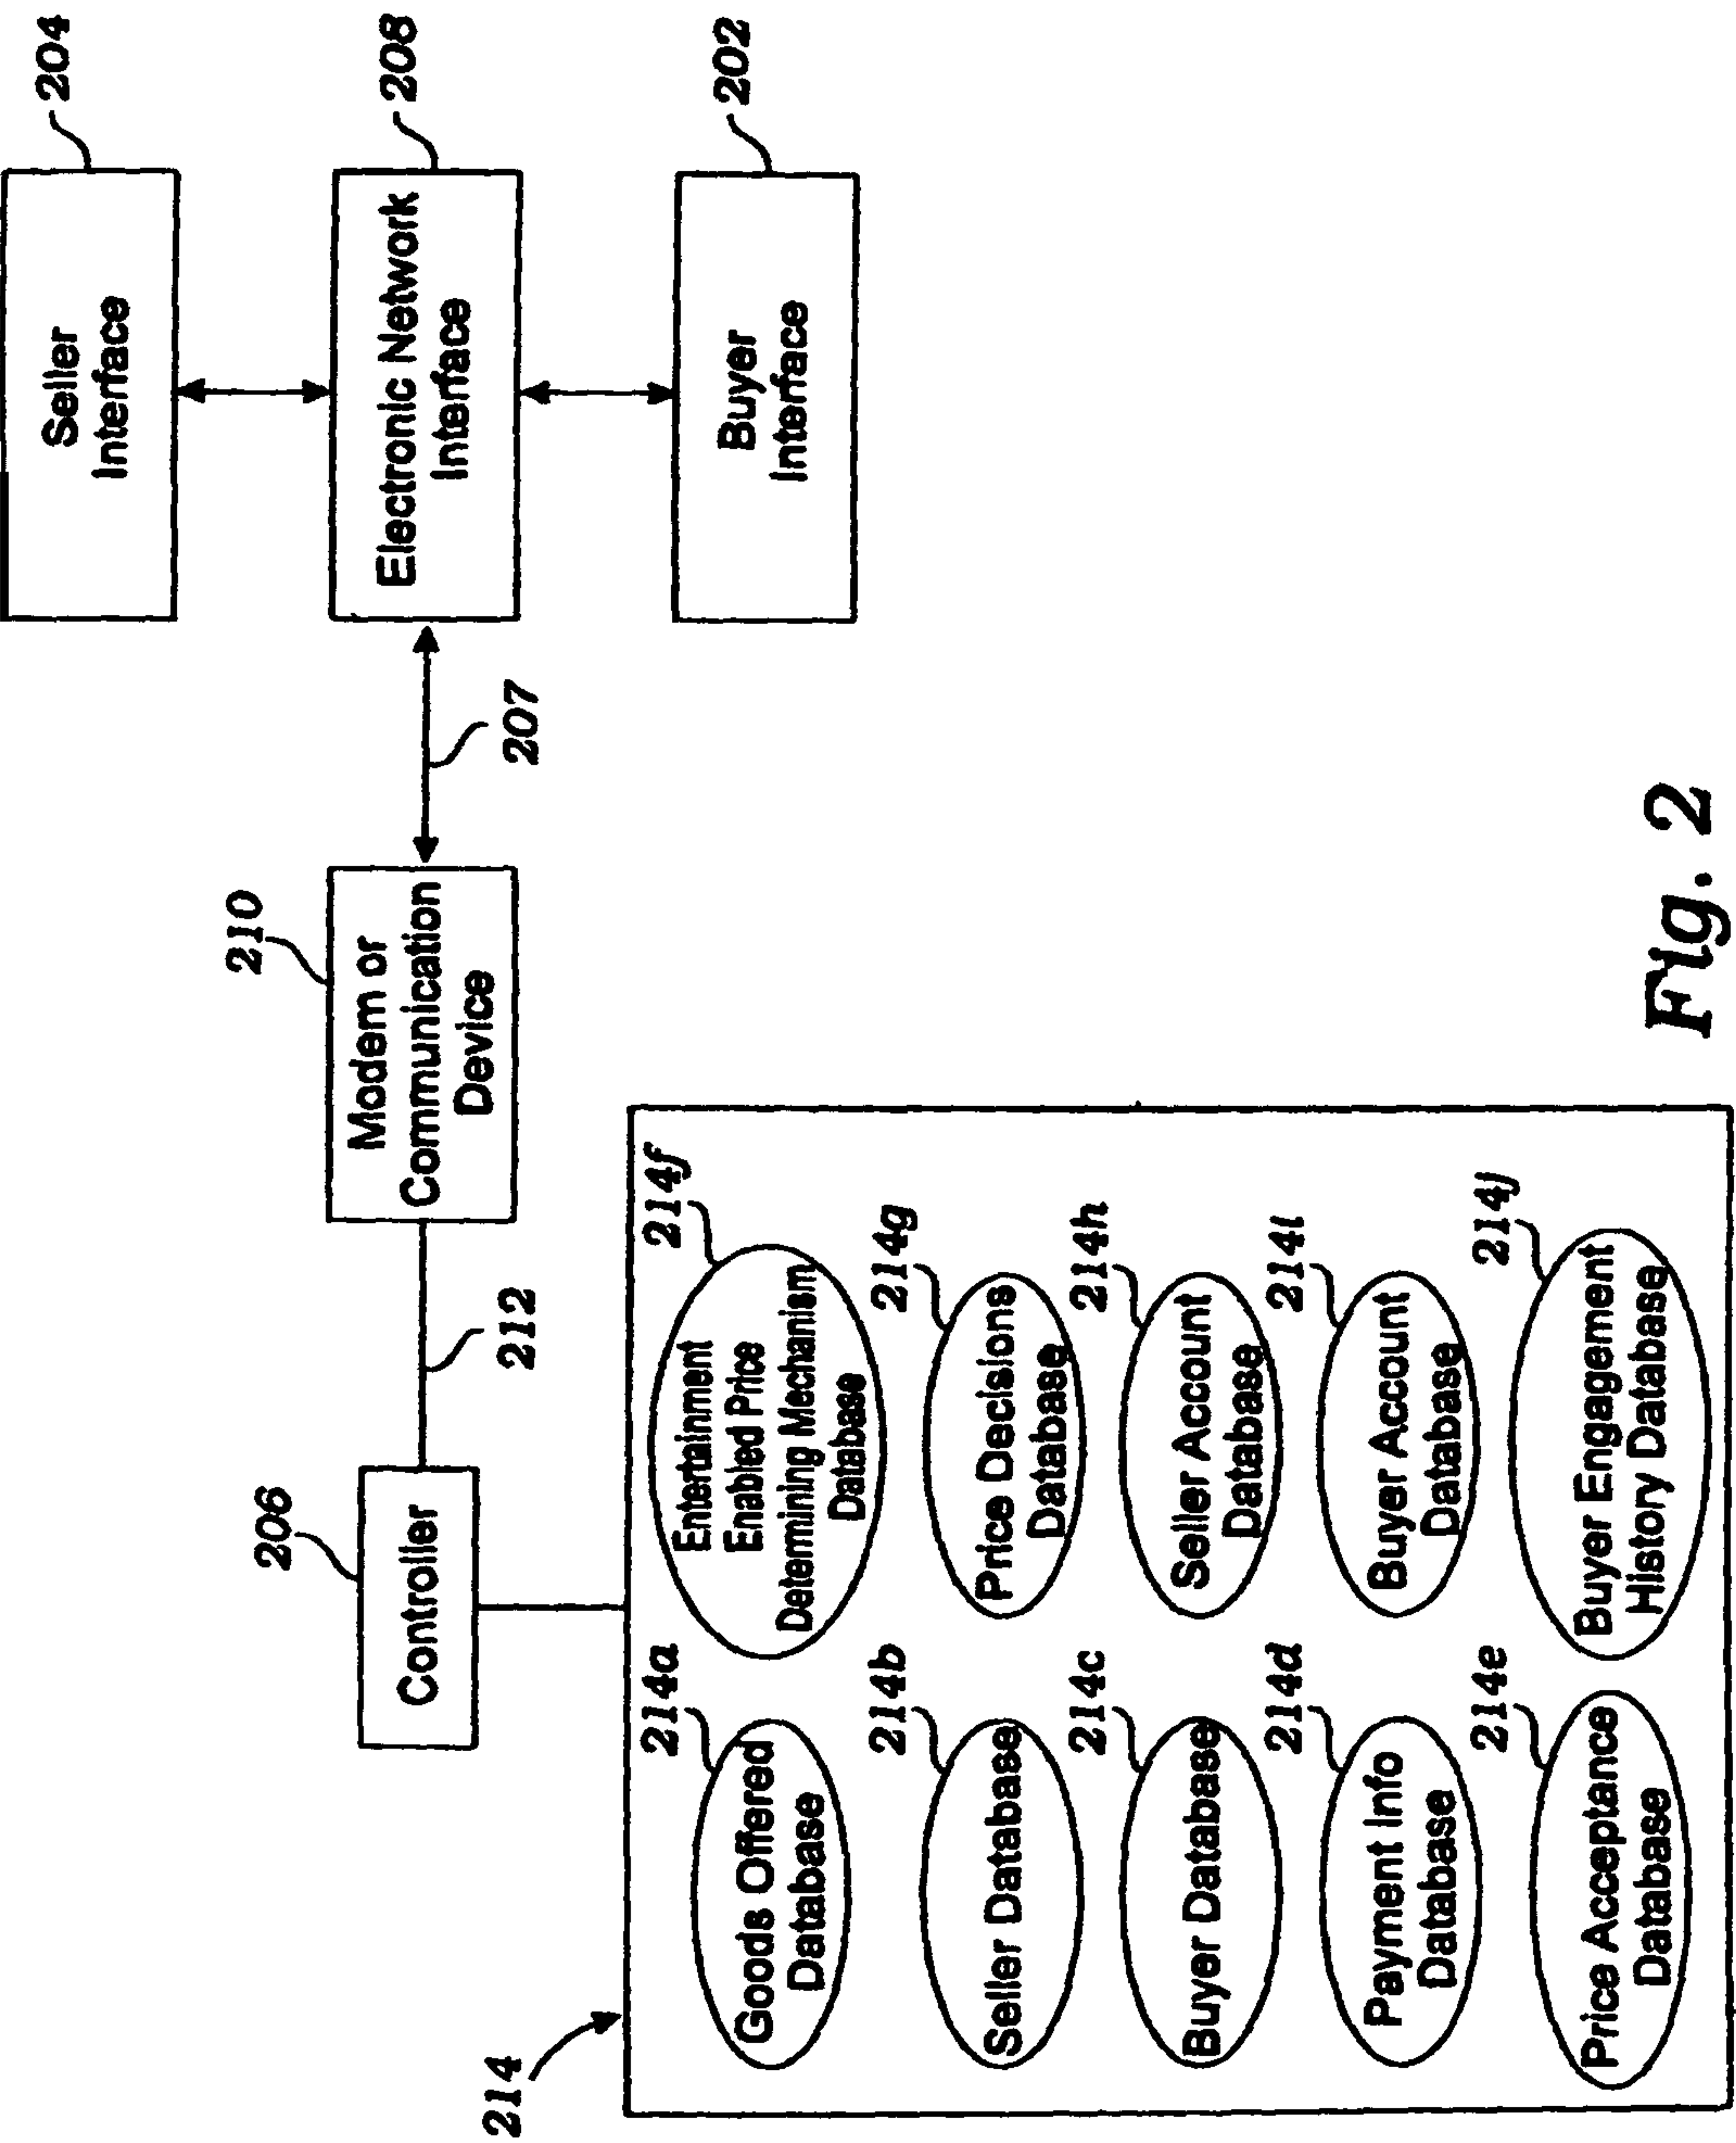 204
Seller
Interface
208
Electronic Network
Interface
202
Buyer
Interface
207
210
Modem or
Communication
Device
212
206
Controller
214
214a
Goods Offered
Database
214b
Seller Database
214c
Buyer Database
214d
Payment Info
Database
214e
Price Acceptance
Database
214f
Entertainment
Enabled Price
Determining Mechanism
Database
214g
Price Decisions
Database
214h
Seller Account
Database
214i
Buyer Account
Database
214j
Buyer Engagement
History Database
Fig. 2